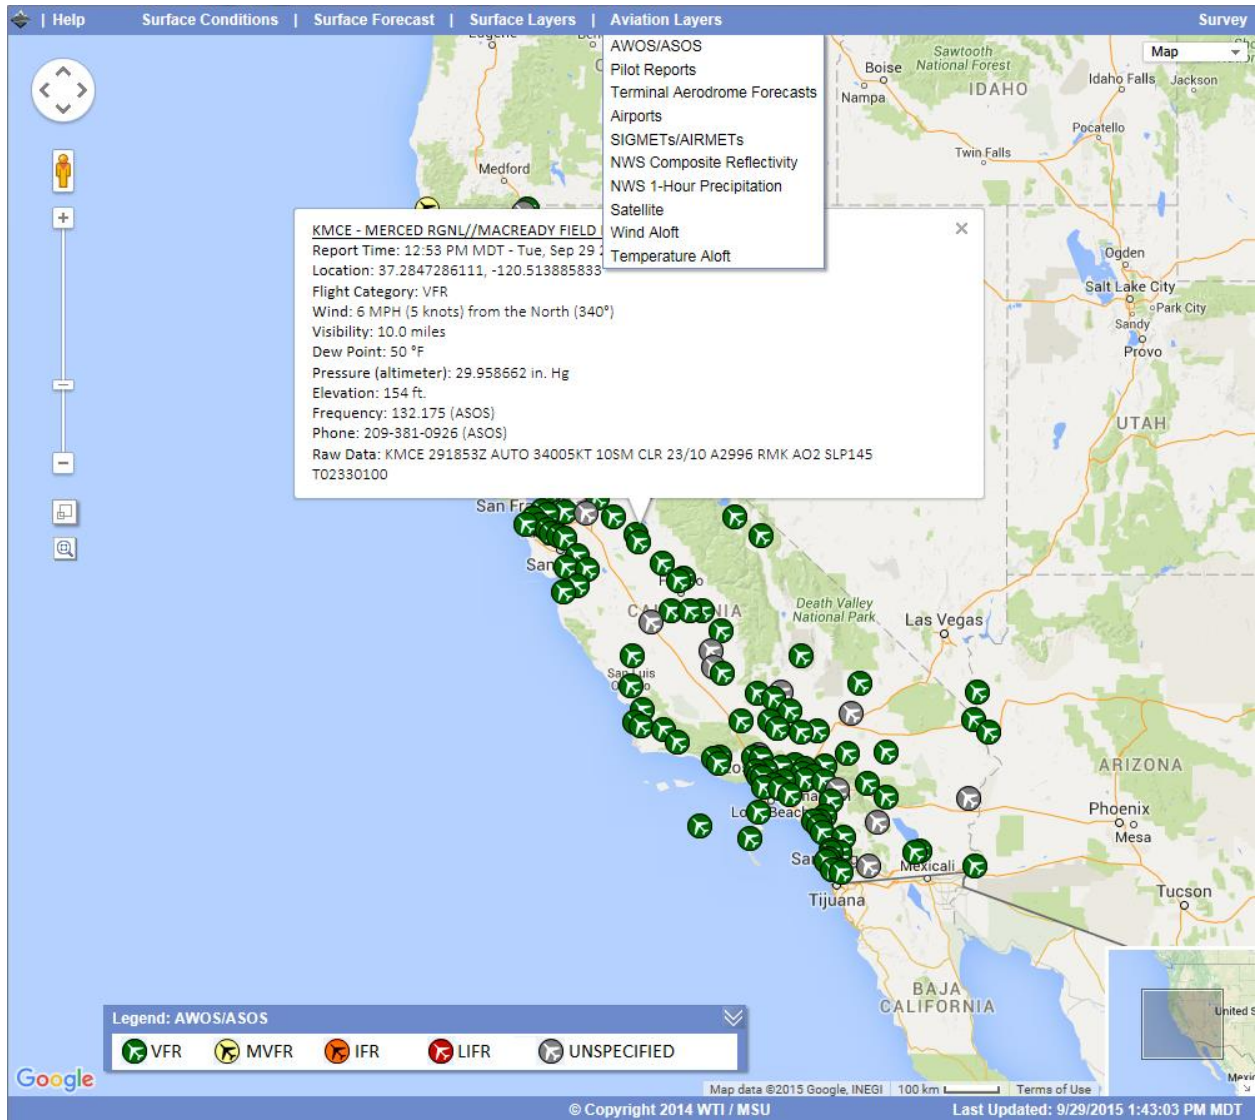 | Help Surface Conditions | Surface Forecast | Surface Layers | Aviation Layers Survey
AWOS/ASOS
Pilot Reports
Terminal Aerodrome Forecasts
Airports
SIGMETs/AIRMETs
NWS Composite Reflectivity
NWS 1-Hour Precipitation
Satellite
Wind Aloft
Temperature Aloft
Map
Eugene
Sawtooth
National Forest
Boise
Nampa
IDAHO
Idaho Falls
Jackson
Pocatello
Twin Falls
Medford
KMCE - MERCED RGNL//MACREADY FIELD
Report Time: 12:53 PM MDT - Tue, Sep 29
Location: 37.2847286111, -120.513885833
Flight Category: VFR
Wind: 6 MPH (5 knots) from the North (340°)
Visibility: 10.0 miles
Dew Point: 50 °F
Pressure (altimeter): 29.958662 in. Hg
Elevation: 154 ft.
Frequency: 132.175 (ASOS)
Phone: 209-381-0926 (ASOS)
Raw Data: KMCE 291853Z AUTO 34005KT 10SM CLR 23/10 A2996 RMK AO2 SLP145
T02330100
Ogden
Salt Lake City
Park City
Sandy
Provo
UTAH
San Fr
San
Death Valley
National Park
Las Vegas
San Luis
ARIZONA
Phoenix
Mesa
Long Beach
Mexicali
Tijuana
Tucson
BAJA
CALIFORNIA
United S
Legend: AWOS/ASOS
VFR MVFR IFR LIFR UNSPECIFIED
Google
Map data ©2015 Google, INEGI 100 km Terms of Use
© Copyright 2014 WTI / MSU Last Updated: 9/29/2015 1:43:03 PM MDT